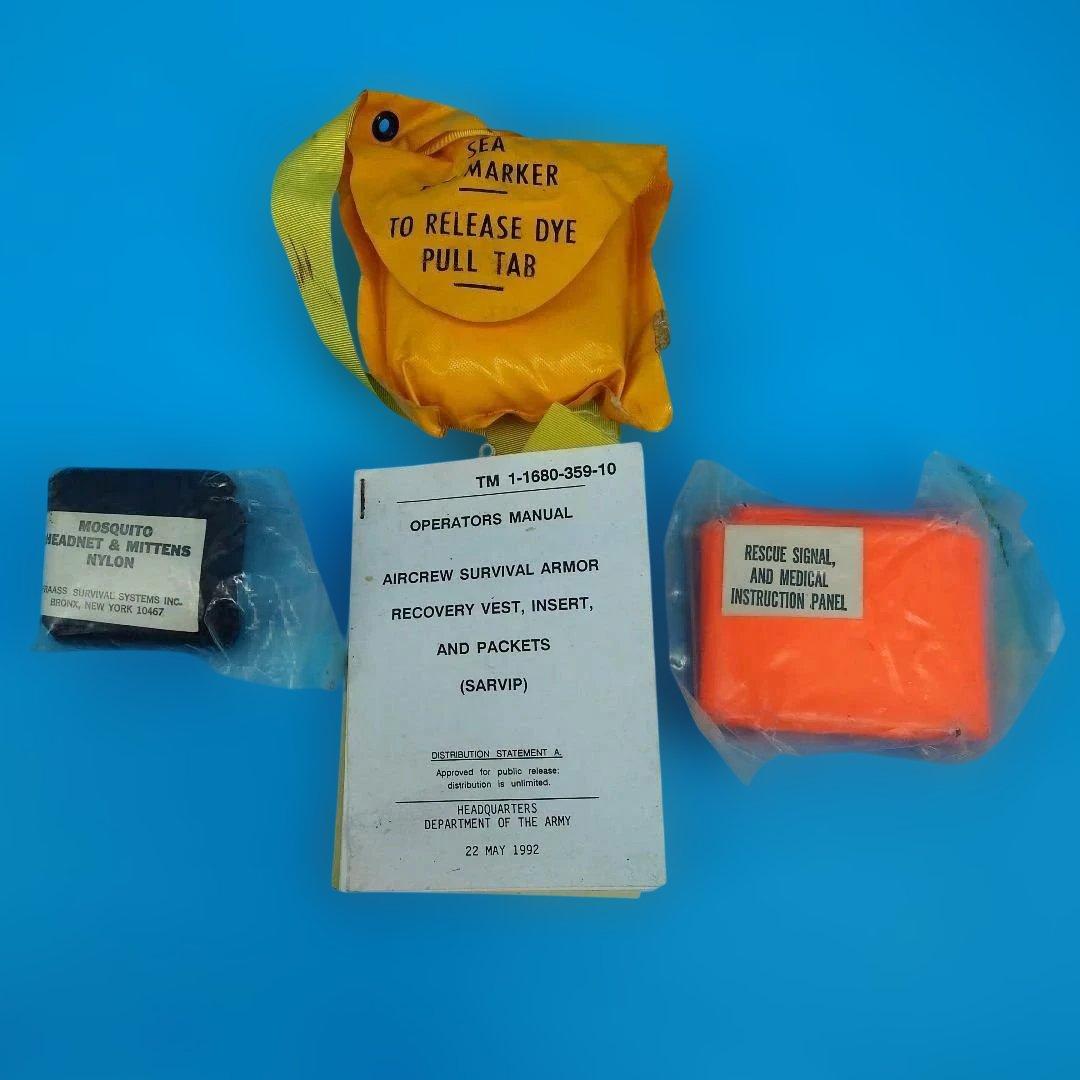 SEA
MARKER
TO RELEASE DYE
PULL TAB
MOSQUITO
HEADNET & MITTENS
NYLON
RAASS SURVIVAL SYSTEMS INC.
BRONX, NEW YORK 10467
TM 1-1680-359-10
OPERATORS MANUAL
AIRCREW SURVIVAL ARMOR
RECOVERY VEST, INSERT,
AND PACKETS
(SARVIP)
DISTRIBUTION STATEMENT A.
Approved for public release:
distribution is unlimited.
HEADQUARTERS
DEPARTMENT OF THE ARMY
22 MAY 1992
RESCUE SIGNAL,
AND MEDICAL
INSTRUCTION PANEL